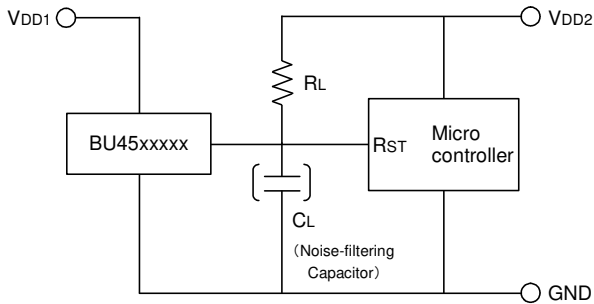 VDD1
VDD2
RL
BU45xxxxx
RST
Micro
controller
CL
（Noise-filtering
Capacitor）
GND